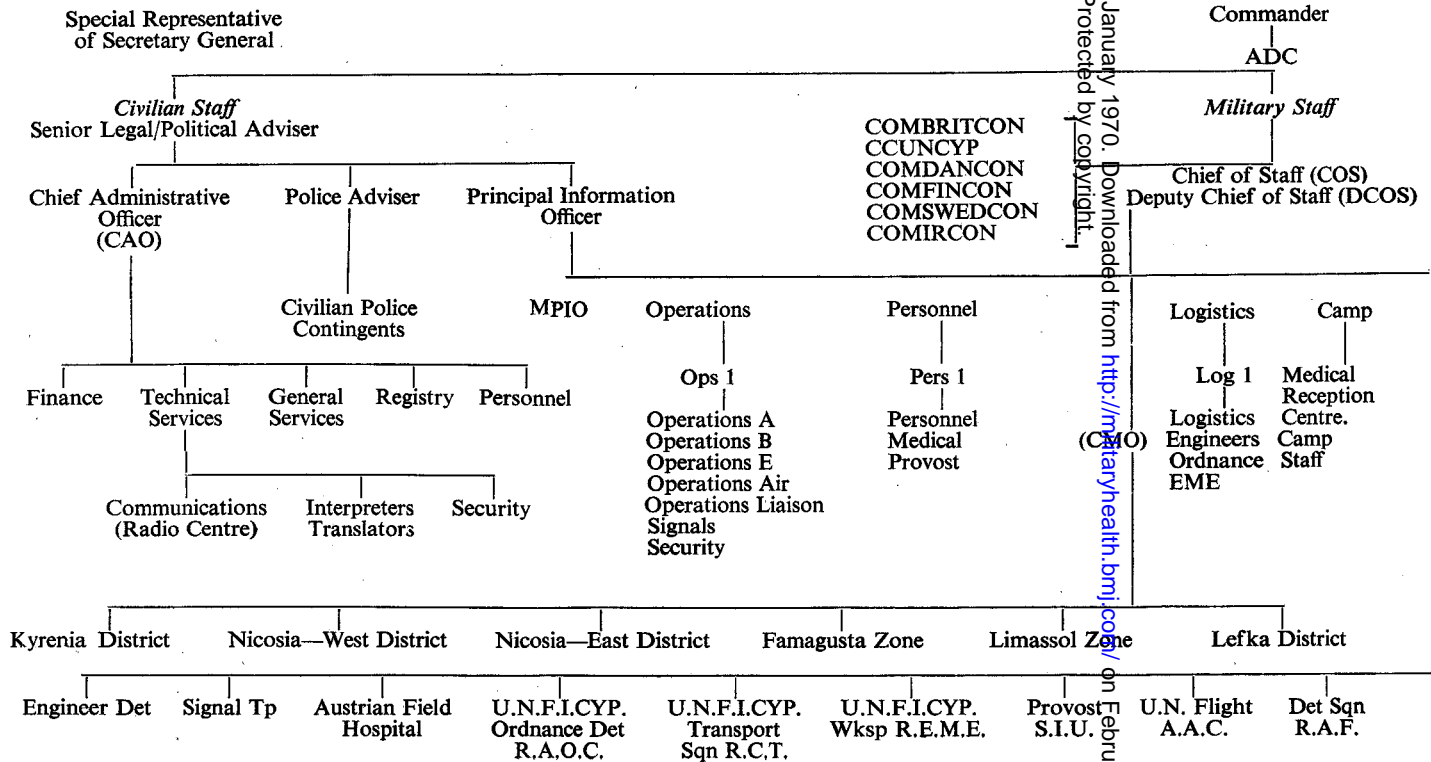 Special Representative
of Secretary General
Commander
ADC
Civilian Staff
Senior Legal/Political Adviser
Military Staff
COMBRITCON
CCUNCYP
COMDANCON
COMFINCON
COMSWEDCON
COMIRCON
Chief of Staff (COS)
Deputy Chief of Staff (DCOS)
Chief Administrative
Officer
(CAO)
Police Adviser
Principal Information
Officer
Civilian Police
Contingents
MPIO
Operations
Personnel
Logistics
Camp
Finance
Technical
Services
General
Services
Registry
Personnel
Ops 1
Operations A
Operations B
Operations E
Operations Air
Operations Liaison
Signals
Security
Pers 1
Personnel
Medical
Provost
(CMO)
Log 1
Logistics
Engineers
Ordnance
EME
Medical
Reception
Centre.
Camp
Staff
Communications
(Radio Centre)
Interpreters
Translators
Security
Kyrenia District
Nicosia—West District
Nicosia—East District
Famagusta Zone
Limassol Zone
Lefka District
Engineer Det
Signal Tp
Austrian Field
Hospital
U.N.F.I.CYP.
Ordnance Det
R.A.O.C.
U.N.F.I.CYP.
Transport
Sqn R.C.T.
U.N.F.I.CYP.
Wksp R.E.M.E.
Provost
S.I.U.
U.N. Flight
A.A.C.
Det Sqn
R.A.F.
January 1970. Downloaded from http://militaryhealth.bmj.com/ on Febru
Protected by copyright.